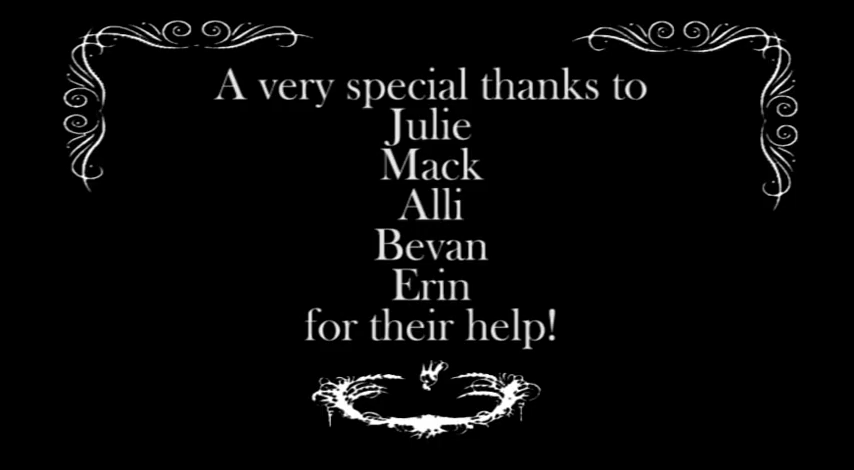 A very special thanks to
Julie
Mack
Alli
Bevan
Erin
for their help!